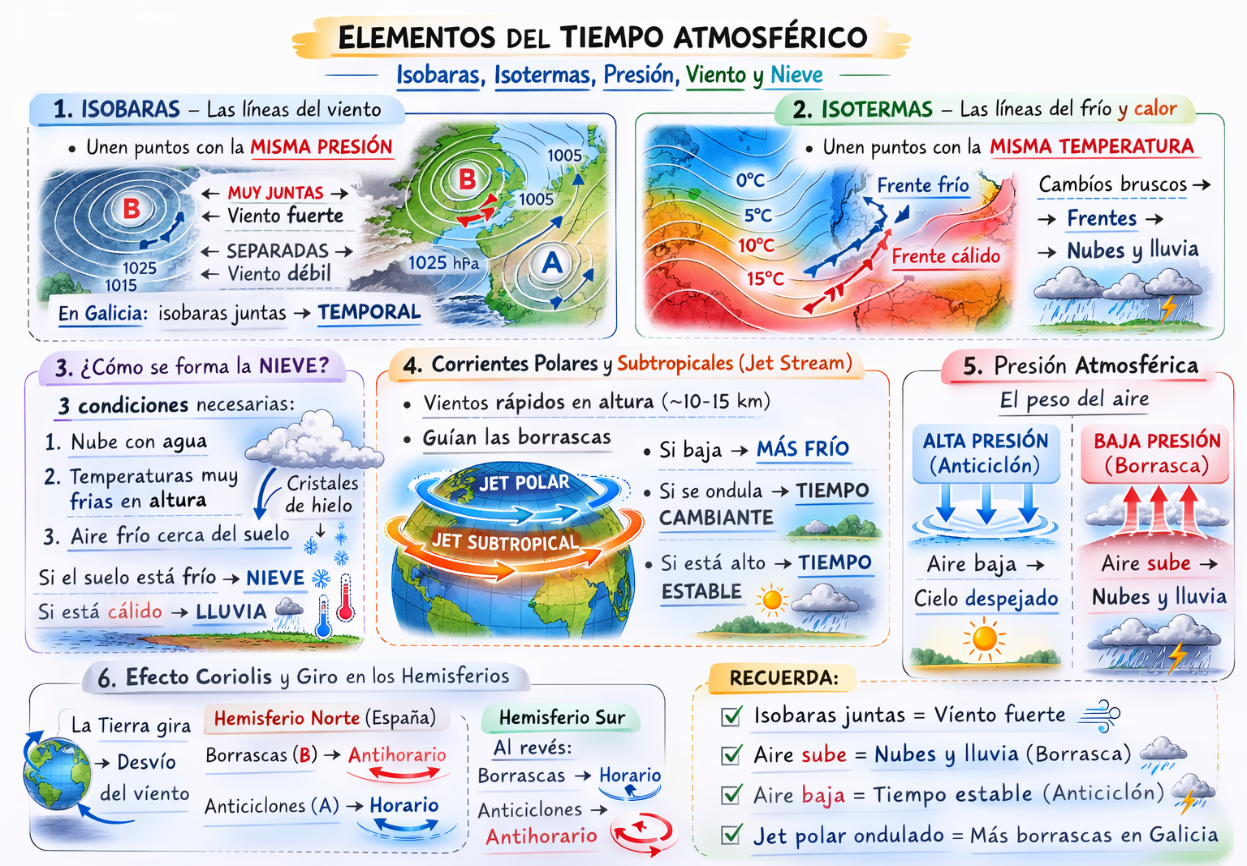 ELEMENTOS DEL TIEMPO ATMOSFÉRICO
Isobaras, Isotermas, Presión, Viento y Nieve
1. ISOBARAS – Las líneas del viento
• Unen puntos con la MISMA PRESIÓN
B
← MUY JUNTAS →
← Viento fuerte
← SEPARADAS →
← Viento débil
1025
1015
B
1005
1005
1025 hPa
A
En Galicia: isobaras juntas → TEMPORAL
2. ISOTERMAS – Las líneas del frío y calor
• Unen puntos con la MISMA TEMPERATURA
0°C
5°C
10°C
15°C
Frente frío
Frente cálido
Cambíos bruscos →
→ Frentes →
→ Nubes y lluvia
3. ¿Cómo se forma la NIEVE?
3 condiciones necesarias:
1. Nube con agua
2. Temperaturas muy
frias en altura
3. Aire frío cerca del suelo
Cristales
de hielo
Si el suelo está frío → NIEVE
Si está cálido → LLUVIA
4. Corrientes Polares y Subtropicales (Jet Stream)
• Vientos rápidos en altura (~10-15 km)
• Guían las borrascas
JET POLAR
JET SUBTROPICAL
• Si baja → MÁS FRÍO
• Si se ondula → TIEMPO
CAMBIANTE
• Si está alto → TIEMPO
ESTABLE
5. Presión Atmosférica
El peso del aire
ALTA PRESIÓN
(Anticiclón)
Aire baja →
Cielo despejado
BAJA PRESIÓN
(Borrasca)
Aire sube →
Nubes y lluvia
6. Efecto Coriolis y Giro en los Hemisferios
La Tierra gira
→ Desvío
del víento
Hemisferio Norte (España)
Borrascas (B) → Antihorario
Anticiclones (A) → Horario
Hemisferio Sur
Al revés:
Borrascas → Horario
Anticlones →
Antihorario
RECUERDA:
☑ Isobaras juntas = Víento fuerte
☑ Aire sube = Nubes y lluvia (Borrasca)
☑ Aire baja = Tiempo estable (Anticiclón)
☑ Jet polar ondulado = Más borrascas en Galicia